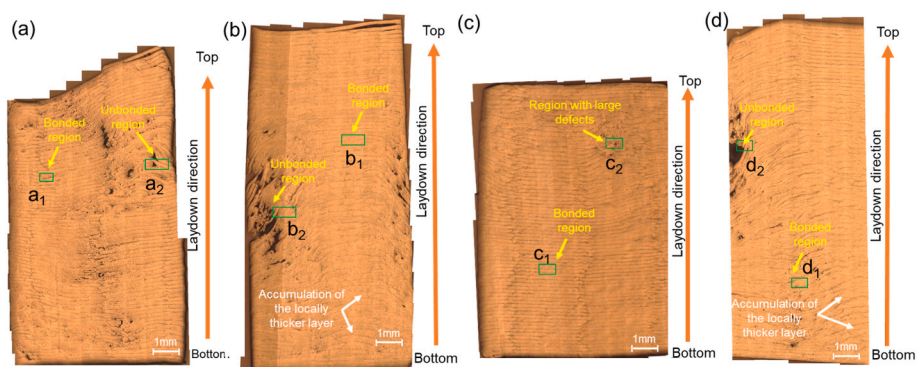 (a)
Top
Bonded
region
Unbonded
region
a1
a2
Laydown direction
1mm
Botton.
(b)
Top
Bonded
region
b1
Unbonded
region
b2
Laydown direction
Accumulation of
the locally
thicker layer
1mm
Bottom
(c)
Top
Region with large
defects
c2
Laydown direction
Bonded
region
c1
1mm
Bottom
(d)
Top
Unbonded
region
d2
Laydown direction
Bonded
region
d1
Accumulation of
the locally
thicker layer
1mm
Bottom